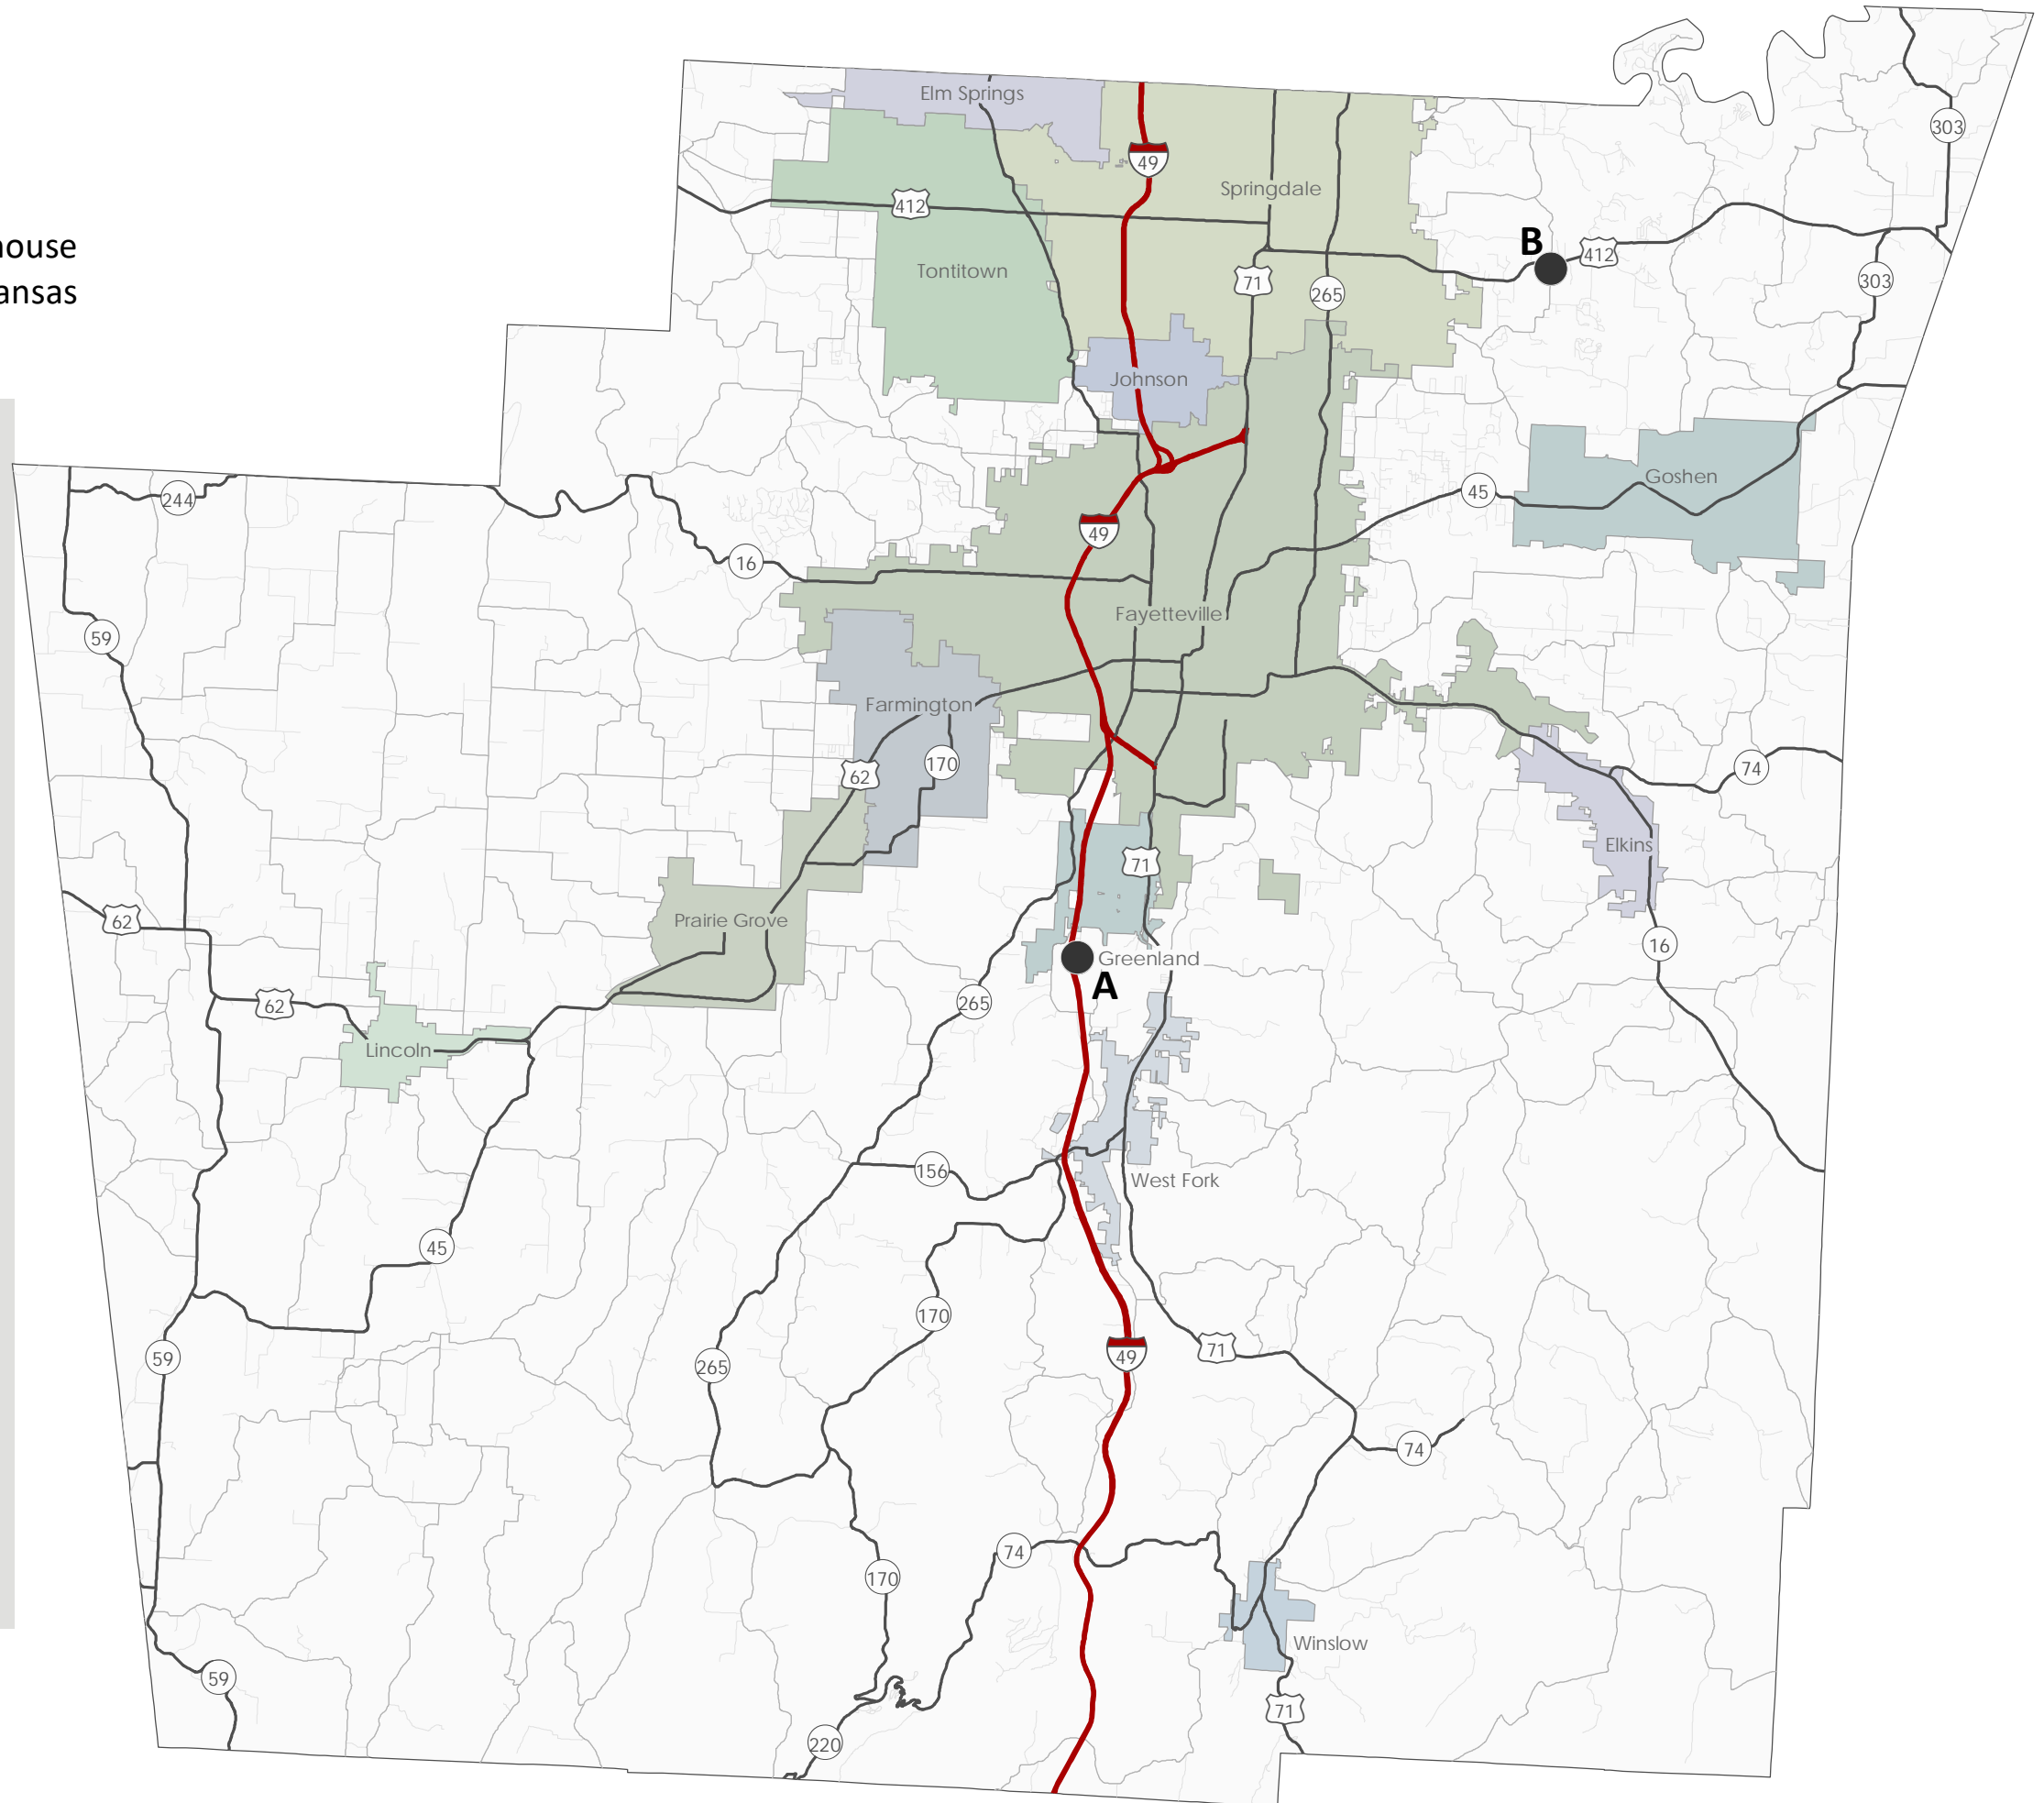 Elm Springs
303
49
Springdale
412
B
412
Tontitown
71
265
303
Johnson
Goshen
45
244
49
16
Fayetteville
59
Farmington
170
62
74
71
Elkins
Prairie Grove
62
16
Greenland
A
265
62
Lincoln
156
West Fork
45
170
49
71
59
265
74
74
170
Winslow
59
71
220
house
ansas